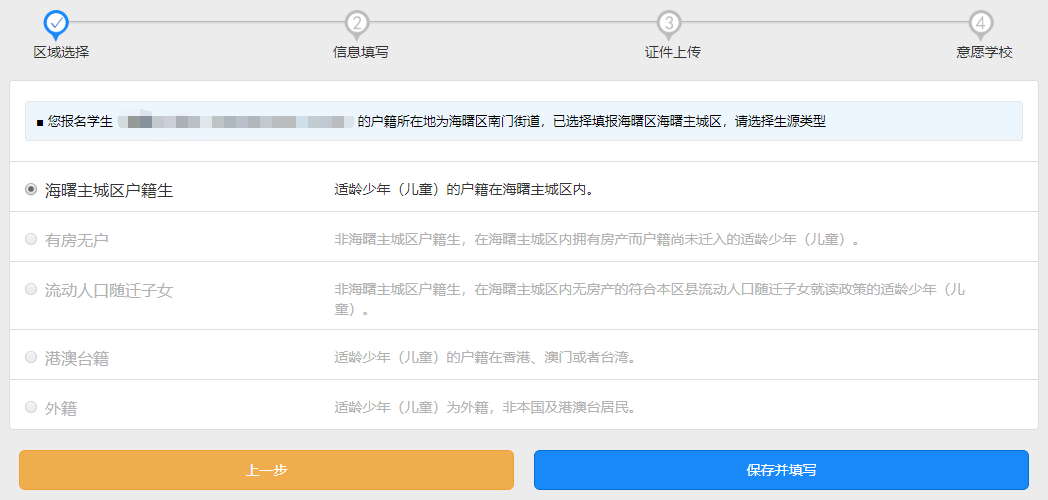 2 3 4
区域选择 信息填写 证件上传 意愿学校
▪ 您报名学生 的户籍所在地为海曙区南门街道，已选择填报海曙区海曙主城区，请选择生源类型
海曙主城区户籍生 适龄少年（儿童）的户籍在海曙主城区内。
有房无户 非海曙主城区户籍生，在海曙主城区内拥有房产而户籍尚未迁入的适龄少年（儿童）。
流动人口随迁子女 非海曙主城区户籍生，在海曙主城区内无房产的符合本区县流动人口随迁子女就读政策的适龄少年（儿
童）。
港澳台籍 适龄少年（儿童）的户籍在香港、澳门或者台湾。
外籍 适龄少年（儿童）为外籍，非本国及港澳台居民。
上一步 保存并填写